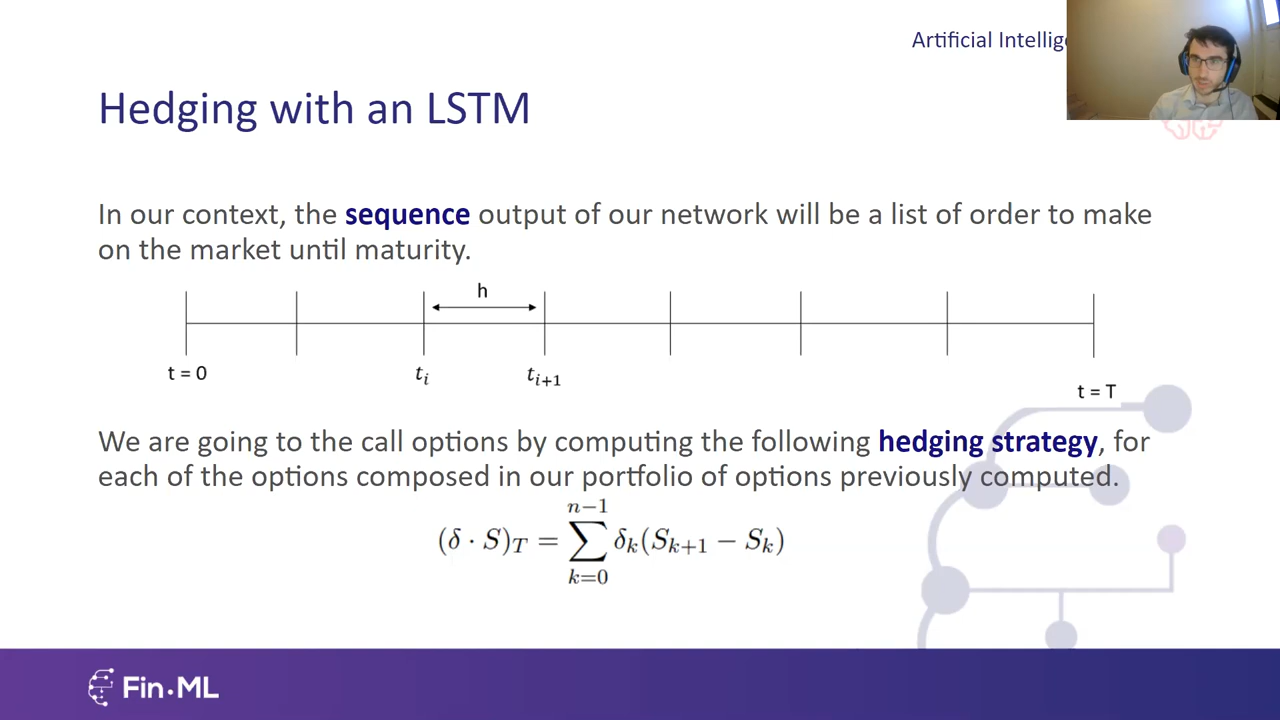 Artificial
Hedging with an LSTM
In our context, the sequence output of our network will be a list of order to make
on the market until maturity.
h
t = 0
t_i
t_{i+1}
t = T
We are going to the call options by computing the following hedging strategy, for
each of the options composed in our portfolio of options previously computed.
(δ · S)_T = \sum_{k=0}^{n−1} δ_k(S_{k+1} − S_k)
Fin·ML